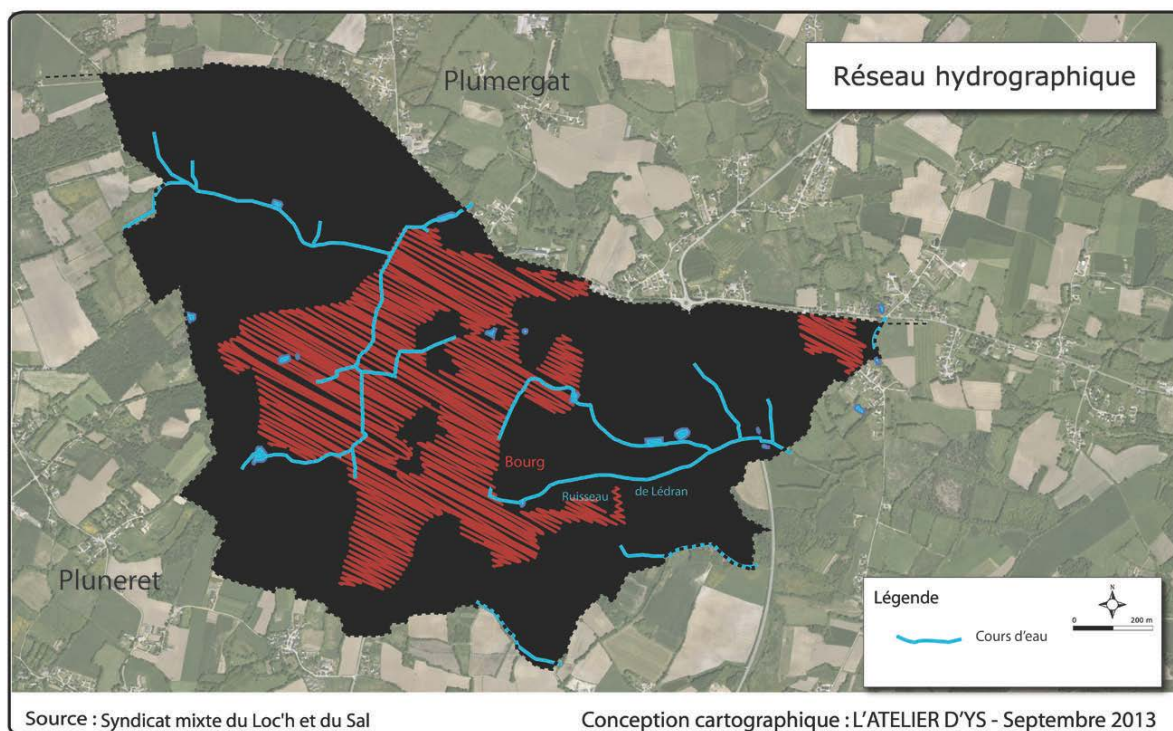 Réseau hydrographique
Plumergat
Bourg
Ruisseau de Lédran
Pluneret
Légende
N
0 200 m
Cours d'eau
Source : Syndicat mixte du Loc'h et du Sal
Conception cartographique : L'ATELIER D'YS - Septembre 2013